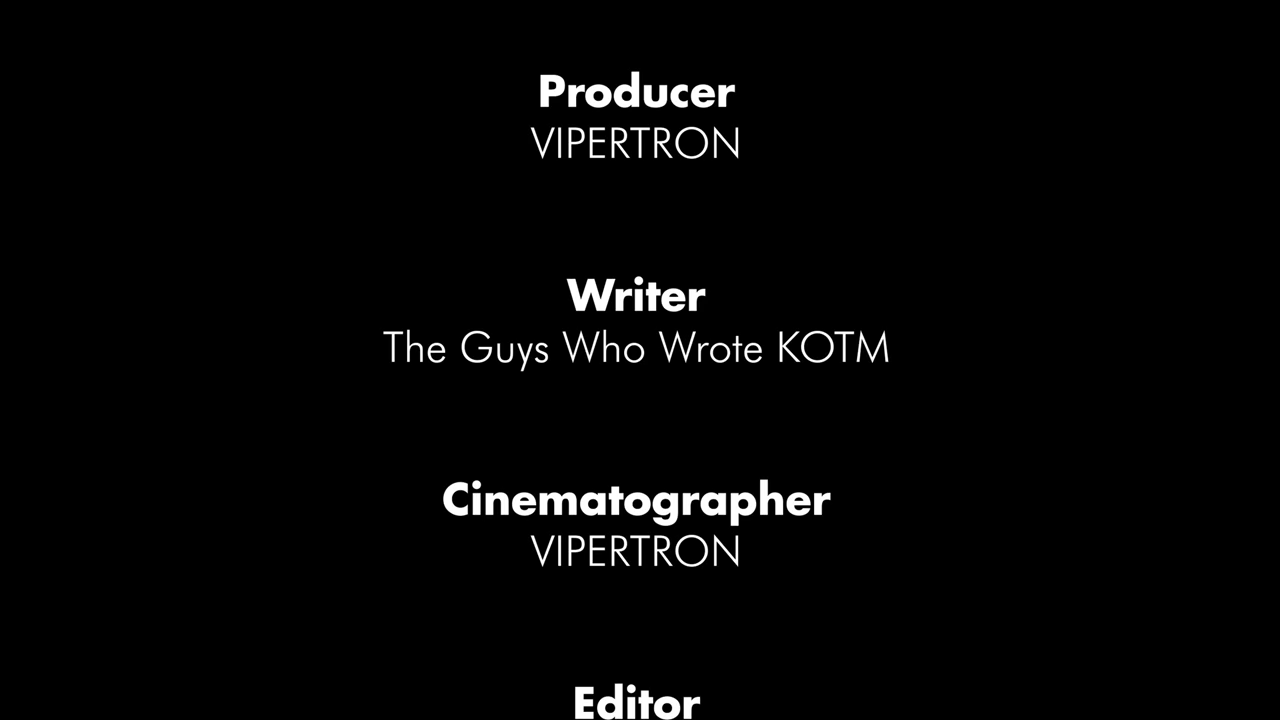 Producer
VIPERTRON
Writer
The Guys Who Wrote KOTM
Cinematographer
VIPERTRON
Editor